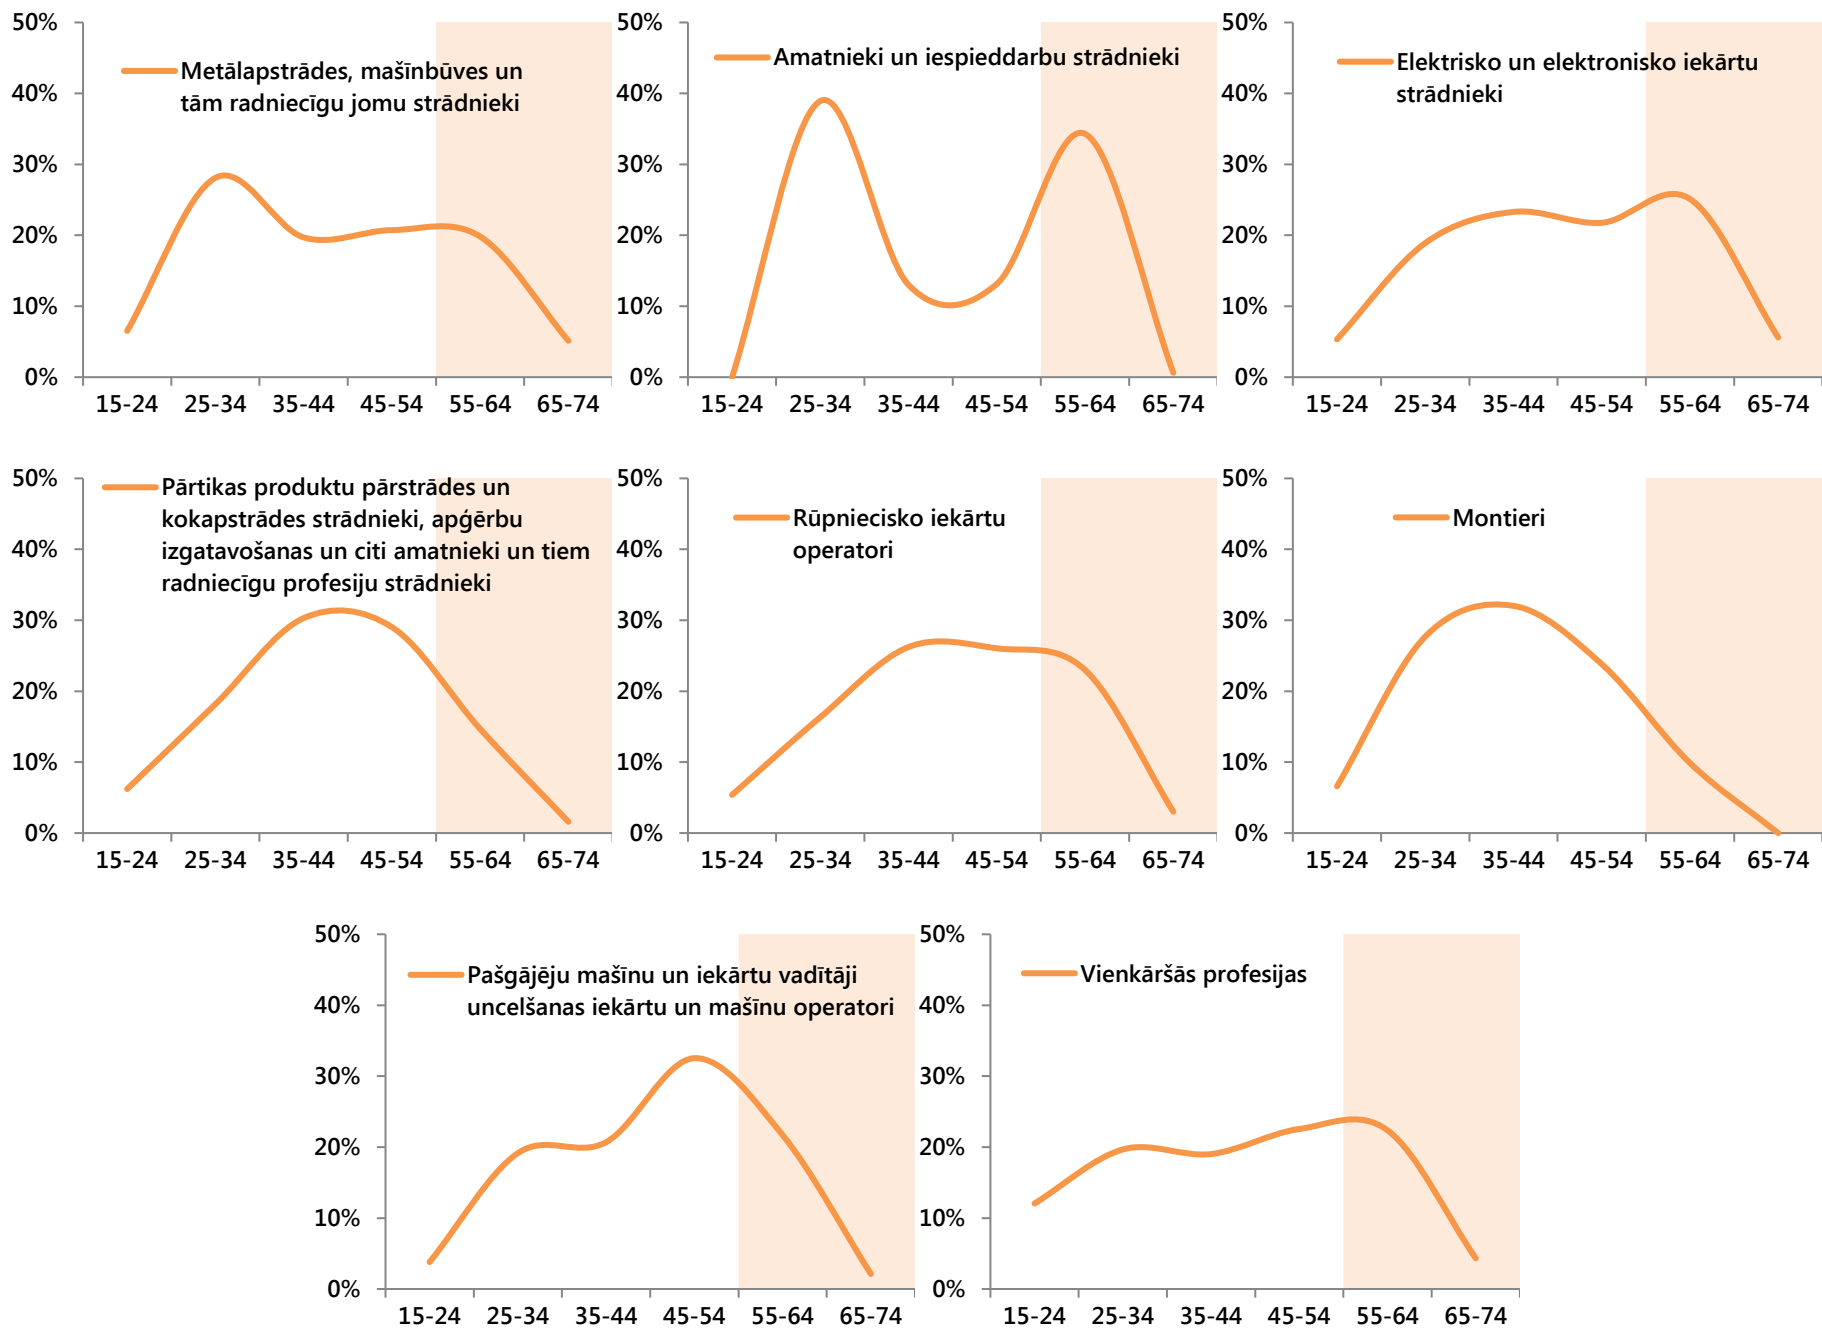 50%
40%
30%
20%
10%
0%
Metālapstrādes, mašīnbūves un
tām radniecīgu jomu strādnieki
15-24 25-34 35-44 45-54 55-64 65-74
50%
40%
30%
20%
10%
0%
Amatnieki un iespieddarbu strādnieki
15-24 25-34 35-44 45-54 55-64 65-74
50%
40%
30%
20%
10%
0%
Elektrisko un elektronisko iekārtu
strādnieki
15-24 25-34 35-44 45-54 55-64 65-74
50%
40%
30%
20%
10%
0%
Pārtikas produktu pārstrādes un
kokapstrādes strādnieki, apģērbu
izgatavošanas un citi amatnieki un tiem
radniecīgu profesiju strādnieki
15-24 25-34 35-44 45-54 55-64 65-74
50%
40%
30%
20%
10%
0%
Rūpniecisko iekārtu
operatori
15-24 25-34 35-44 45-54 55-64 65-74
50%
40%
30%
20%
10%
0%
Montieri
15-24 25-34 35-44 45-54 55-64 65-74
50%
40%
30%
20%
10%
0%
Pašgājēju mašīnu un iekārtu vadītāji
uncelšanas iekārtu un mašīnu operatori
15-24 25-34 35-44 45-54 55-64 65-74
50%
40%
30%
20%
10%
0%
Vienkāršās profesijas
15-24 25-34 35-44 45-54 55-64 65-74